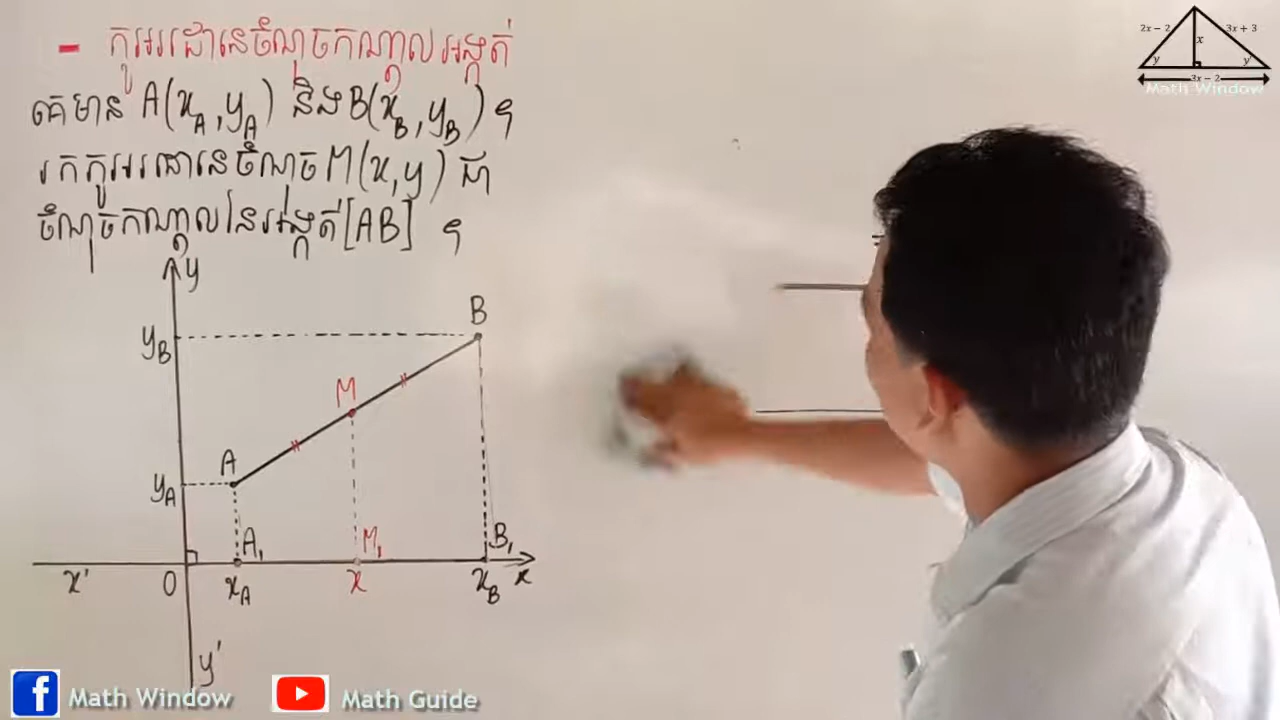 - កូអរដោនេចំណុចកណ្តាលអង្កត់
គេមាន A(x_A, y_A) និង B(x_B, y_B) ។
រកកូអរដោនេចំណុច M(x, y) ជា
ចំណុចកណ្តាលនៃអង្កត់ [AB] ។
y
B
y_B
M
A
y_A
A₁ M₁ B₁
x' O x_A x x_B x
y'
2x - 2 3x + 3
x
y y
3x - 2
Math Window
Math Window Math Guide